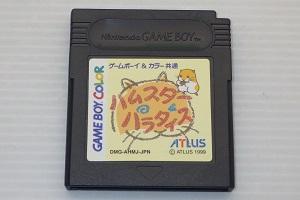 Nintendo GAME BOY™
ゲームボーイ&カラー共通
GAME BOY COLOR
ハムスター
パラダイス
ATLUS
DMG-AHMJ-JPN
© ATLUS 1999